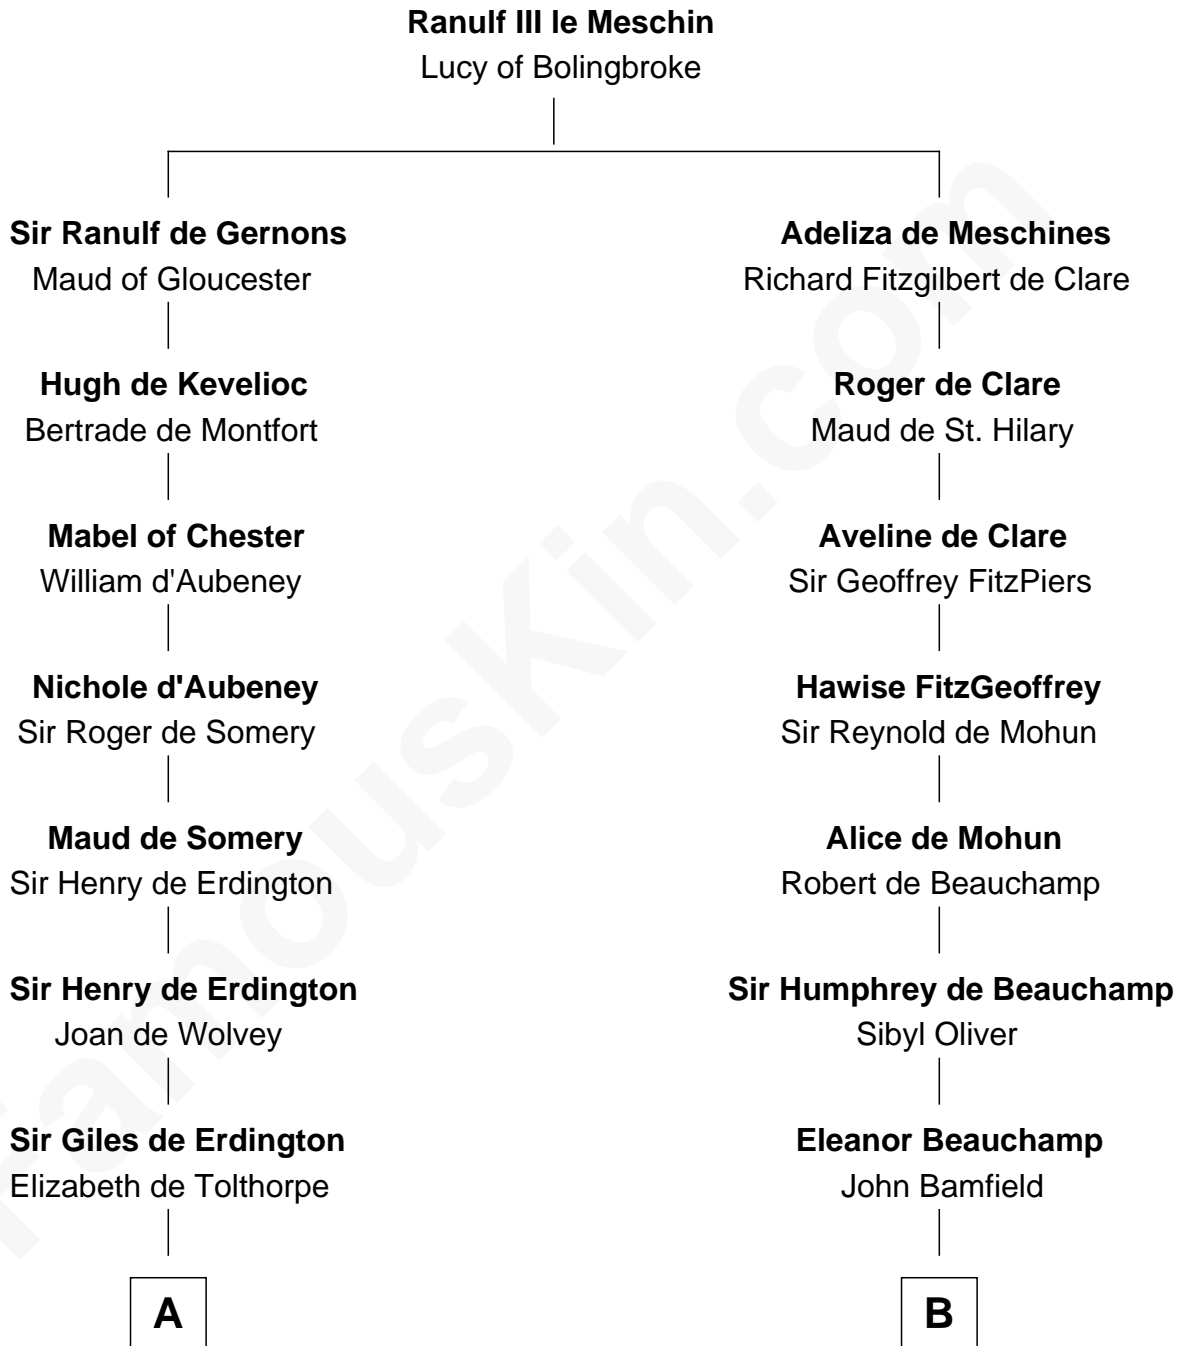 Ranulf III le Meschin
Lucy of Bolingbroke
Sir Ranulf de Gernons
Maud of Gloucester
Adeliza de Meschines
Richard Fitzgilbert de Clare
Hugh de Kevelioc
Bertrade de Montfort
Roger de Clare
Maud de St. Hilary
Mabel of Chester
William d'Aubeney
Aveline de Clare
Sir Geoffrey FitzPiers
Nichole d'Aubeney
Sir Roger de Somery
Hawise FitzGeoffrey
Sir Reynold de Mohun
Maud de Somery
Sir Henry de Erdington
Alice de Mohun
Robert de Beauchamp
Sir Henry de Erdington
Joan de Wolvey
Sir Humphrey de Beauchamp
Sibyl Oliver
Sir Giles de Erdington
Elizabeth de Tolthorpe
Eleanor Beauchamp
John Bamfield
A
B
FamousKin.com